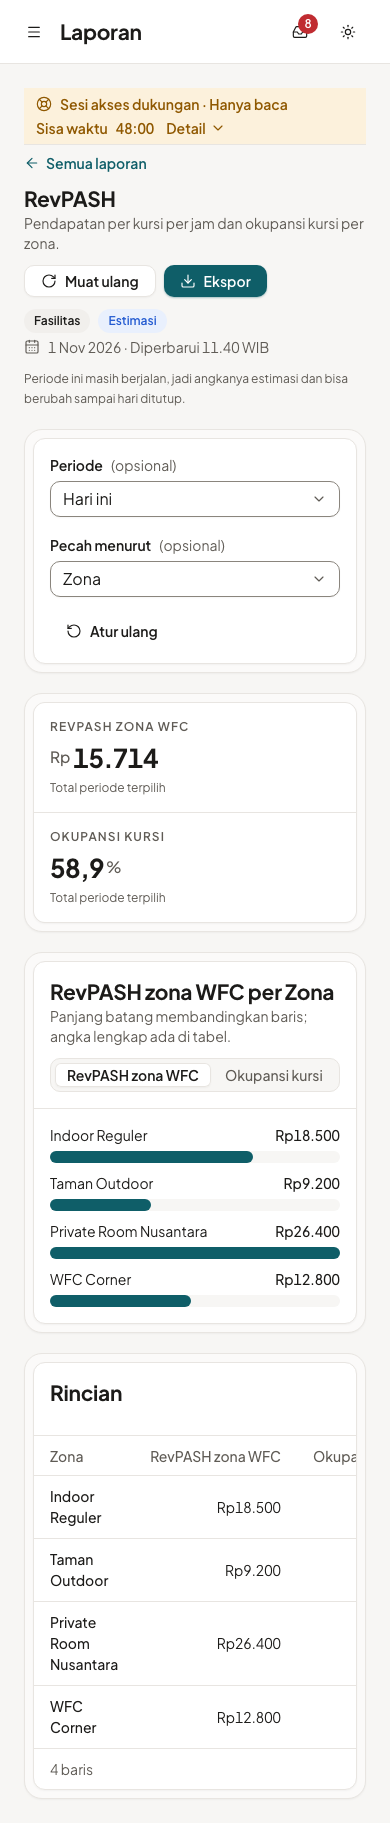 Laporan
8
Sesi akses dukungan · Hanya baca
Sisa waktu 48:00 Detail
Semua laporan
RevPASH
Pendapatan per kursi per jam dan okupansi kursi per
zona.
Muat ulang
Ekspor
Fasilitas
Estimasi
1 Nov 2026 · Diperbarui 11.40 WIB
Periode ini masih berjalan, jadi angkanya estimasi dan bisa
berubah sampai hari ditutup.
Periode (opsional)
Hari ini
Pecah menurut (opsional)
Zona
Atur ulang
REVPASH ZONA WFC
Rp 15.714
Total periode terpilih
OKUPANSI KURSI
58,9 %
Total periode terpilih
RevPASH zona WFC per Zona
Panjang batang membandingkan baris;
angka lengkap ada di tabel.
RevPASH zona WFC
Okupansi kursi
Indoor Reguler Rp18.500
Taman Outdoor Rp9.200
Private Room Nusantara Rp26.400
WFC Corner Rp12.800
Rincian
Zona RevPASH zona WFC Okupa
Indoor
Reguler
Rp18.500
Taman
Outdoor
Rp9.200
Private
Room
Nusantara
Rp26.400
WFC
Corner
Rp12.800
4 baris